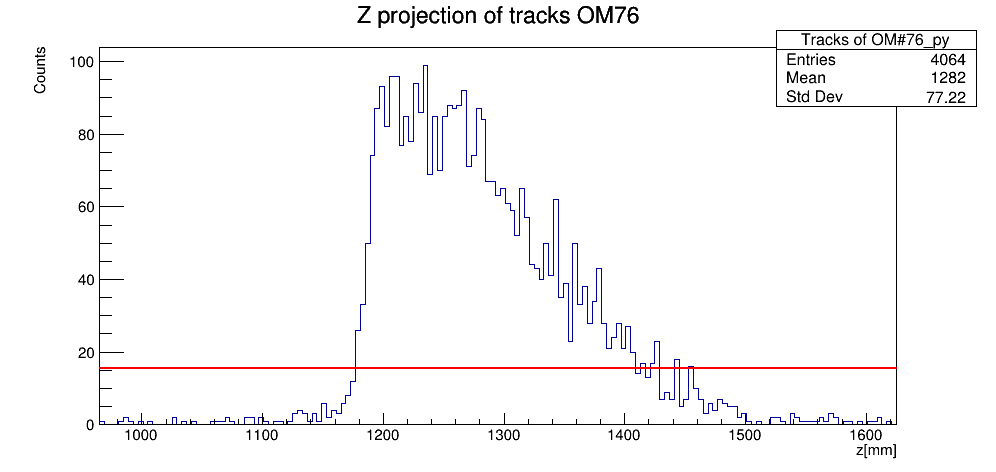 Z projection of tracks OM76
Tracks of OM#76_py
Entries 4064
Mean 1282
Std Dev 77.22
Counts
100
80
60
40
20
0
1000 1100 1200 1300 1400 1500 1600
z[mm]